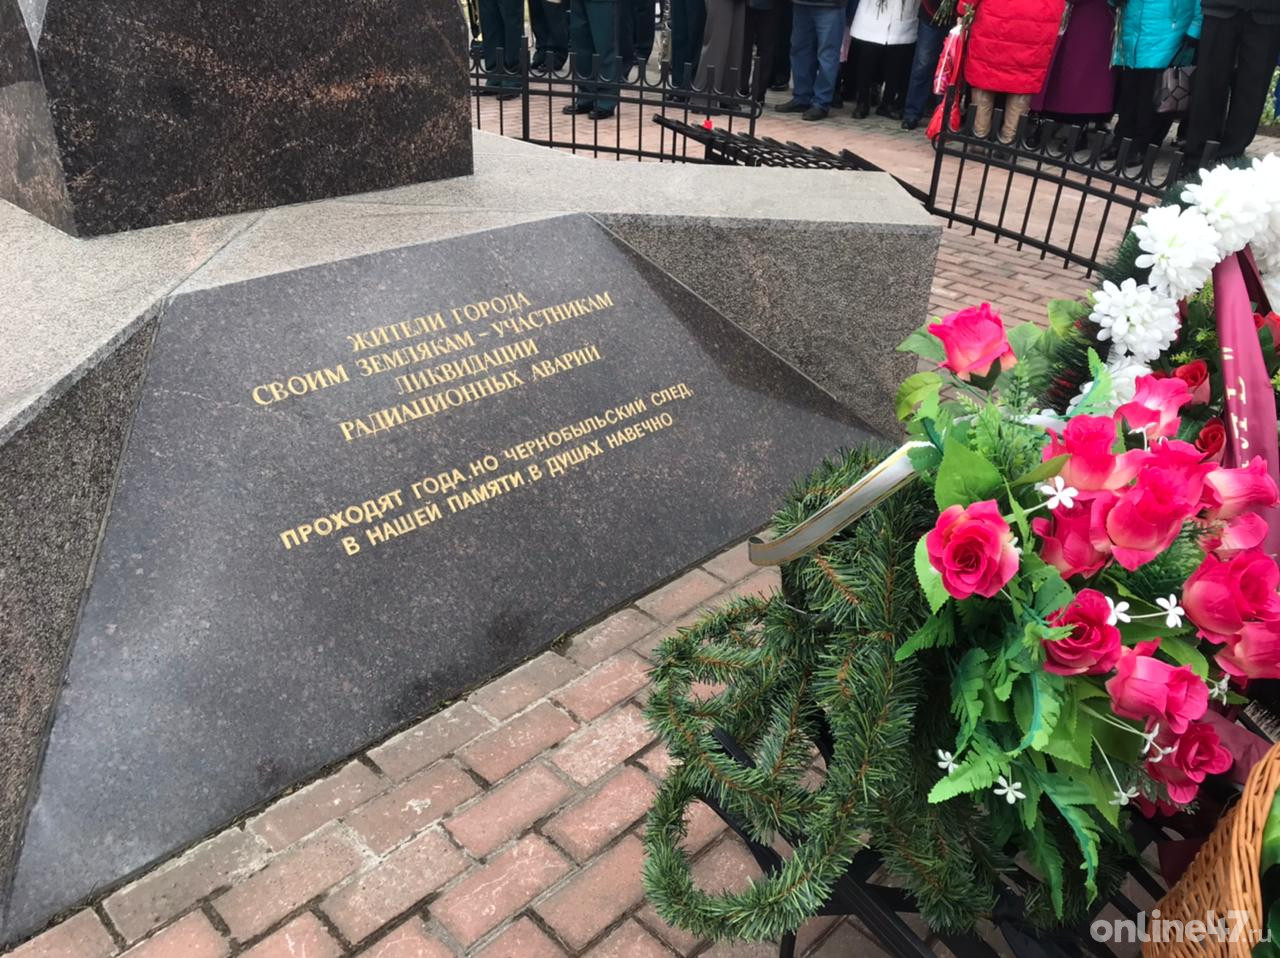 ЖИТЕЛИ ГОРОДА
СВОИМ ЗЕМЛЯКАМ – УЧАСТНИКАМ
ЛИКВИДАЦИИ
РАДИАЦИОННЫХ АВАРИЙ
ПРОХОДЯТ ГОДА, НО ЧЕРНОБЫЛЬСКИЙ СЛЕД,
В НАШЕЙ ПАМЯТИ В ДУШАХ НАВЕЧНО
online47.ru